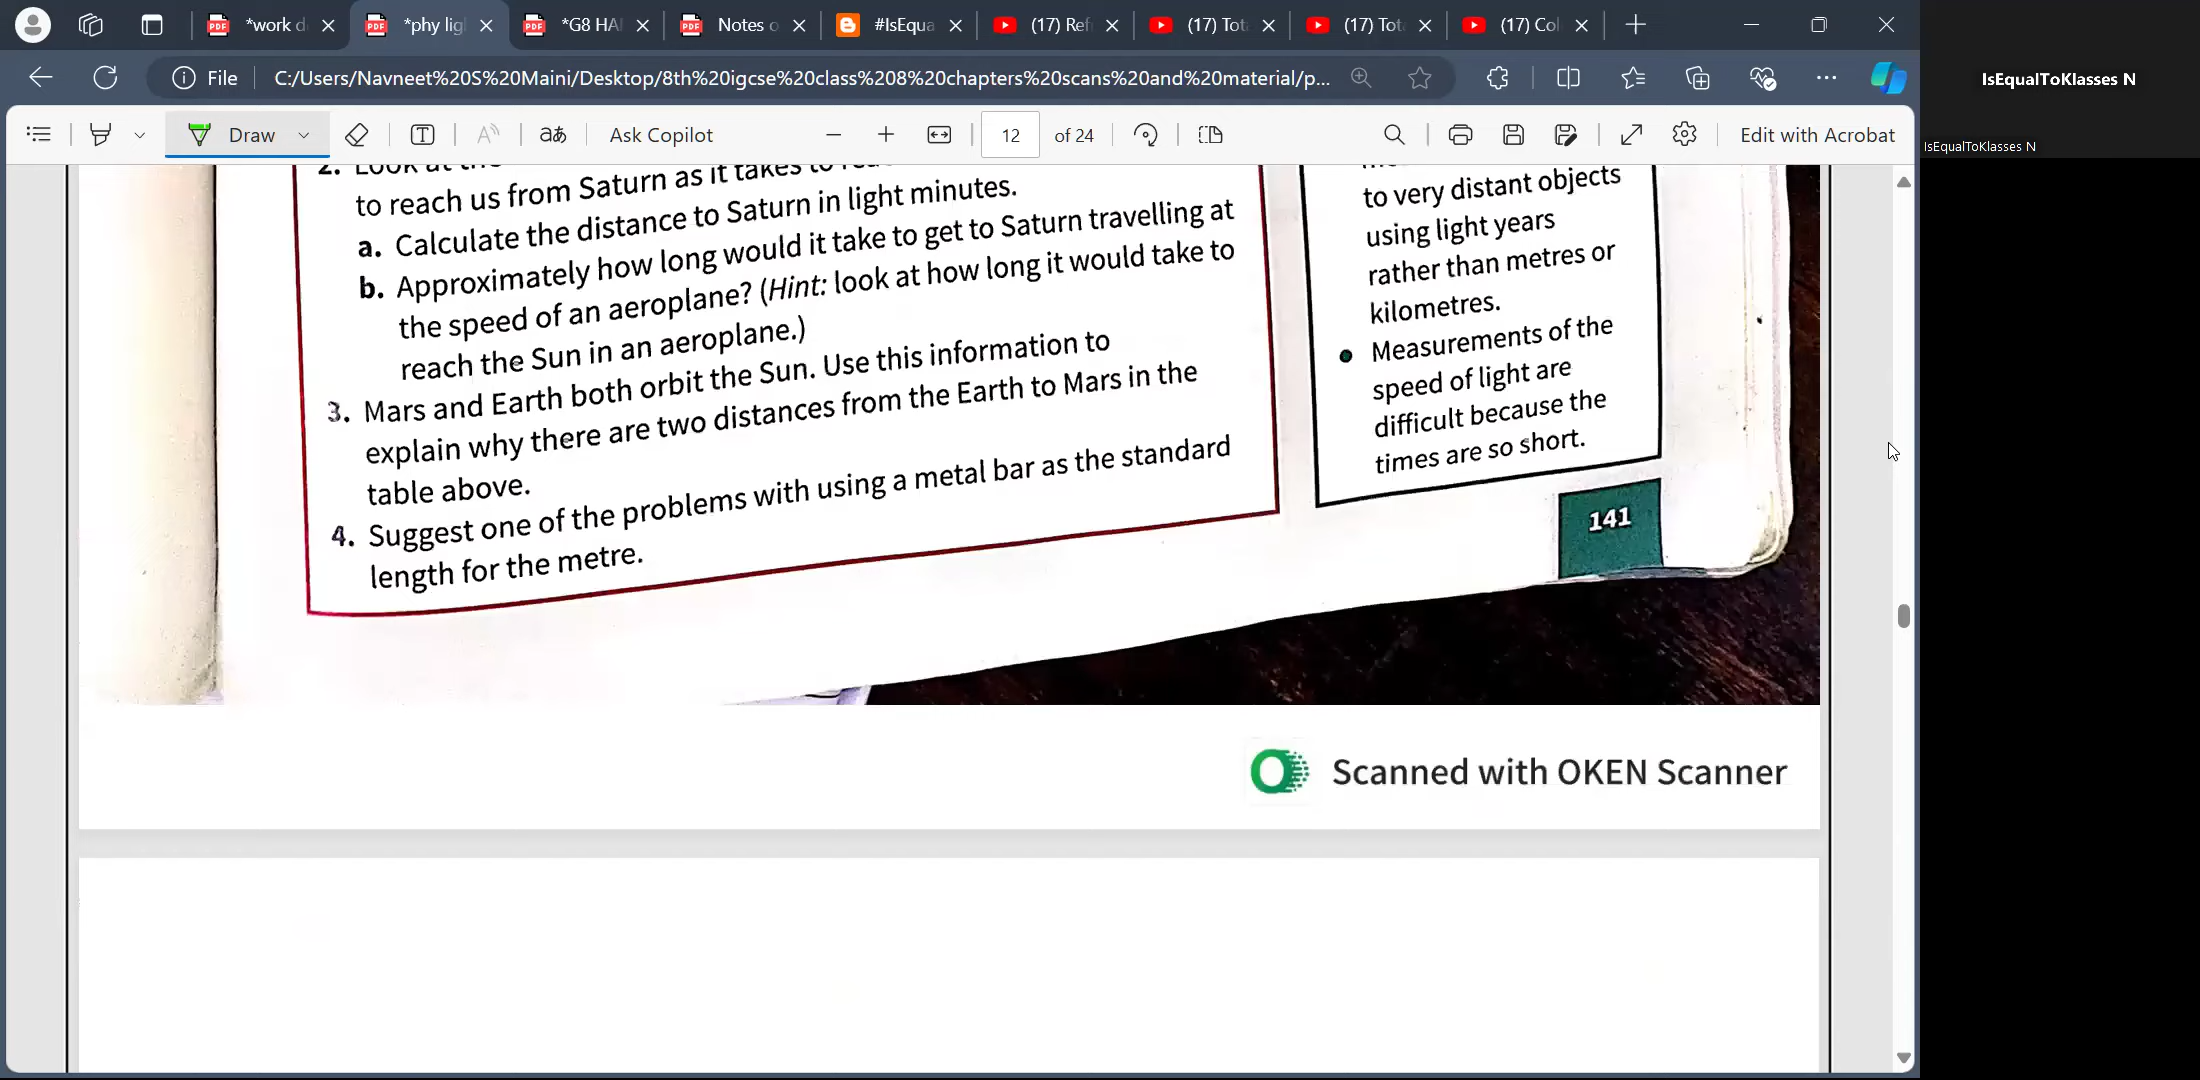 *work d
*phy lig
*G8 HA
Notes o
#IsEqua
(17) Ref
(17) Tot
(17) Tot
(17) Col
File
C:/Users/Navneet%20S%20Maini/Desktop/8th%20igcse%20class%208%20chapters%20scans%20and%20material/p...
Draw
Ask Copilot
12
of 24
Edit with Acrobat
IsEqualToKlasses N
IsEqualToKlasses N
2. Look at the
to reach us from Saturn as it takes to
a. Calculate the distance to Saturn in light minutes.
b. Approximately how long would it take to get to Saturn travelling at
the speed of an aeroplane? (Hint: look at how long it would take to
reach the Sun in an aeroplane.)
3. Mars and Earth both orbit the Sun. Use this information to
explain why there are two distances from the Earth to Mars in the
table above.
4. Suggest one of the problems with using a metal bar as the standard
length for the metre.
to very distant objects
using light years
rather than metres or
kilometres.
• Measurements of the
speed of light are
difficult because the
times are so short.
141
Scanned with OKEN Scanner